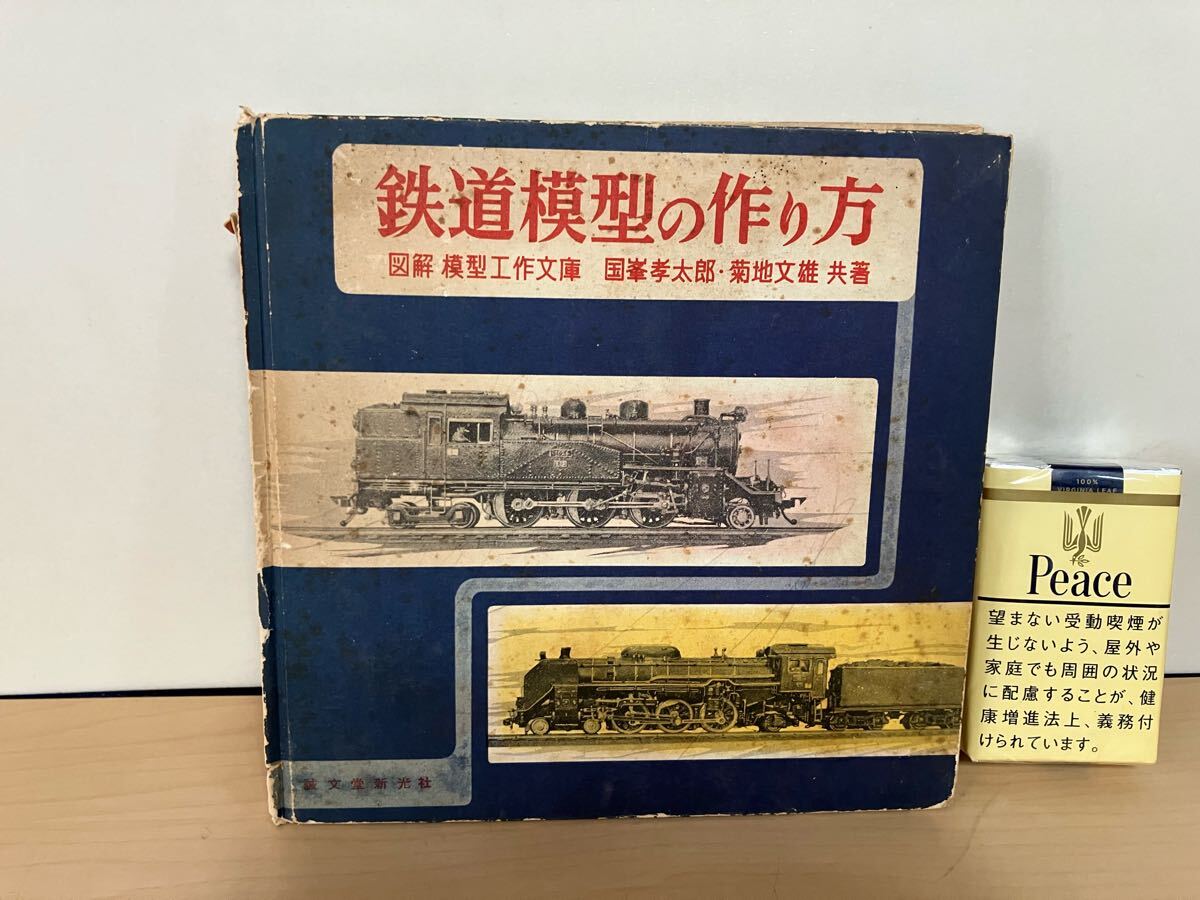 鉄道模型の作り方
図解 模型工作文庫 国峯孝太郎・菊地文雄 共著
誠文堂新光社
100%
VIRGINIA LEAF
Peace
望まない受動喫煙が
生じないよう、屋外や
家庭でも周囲の状況
に配慮することが、健
康増進法上、義務付
けられています。